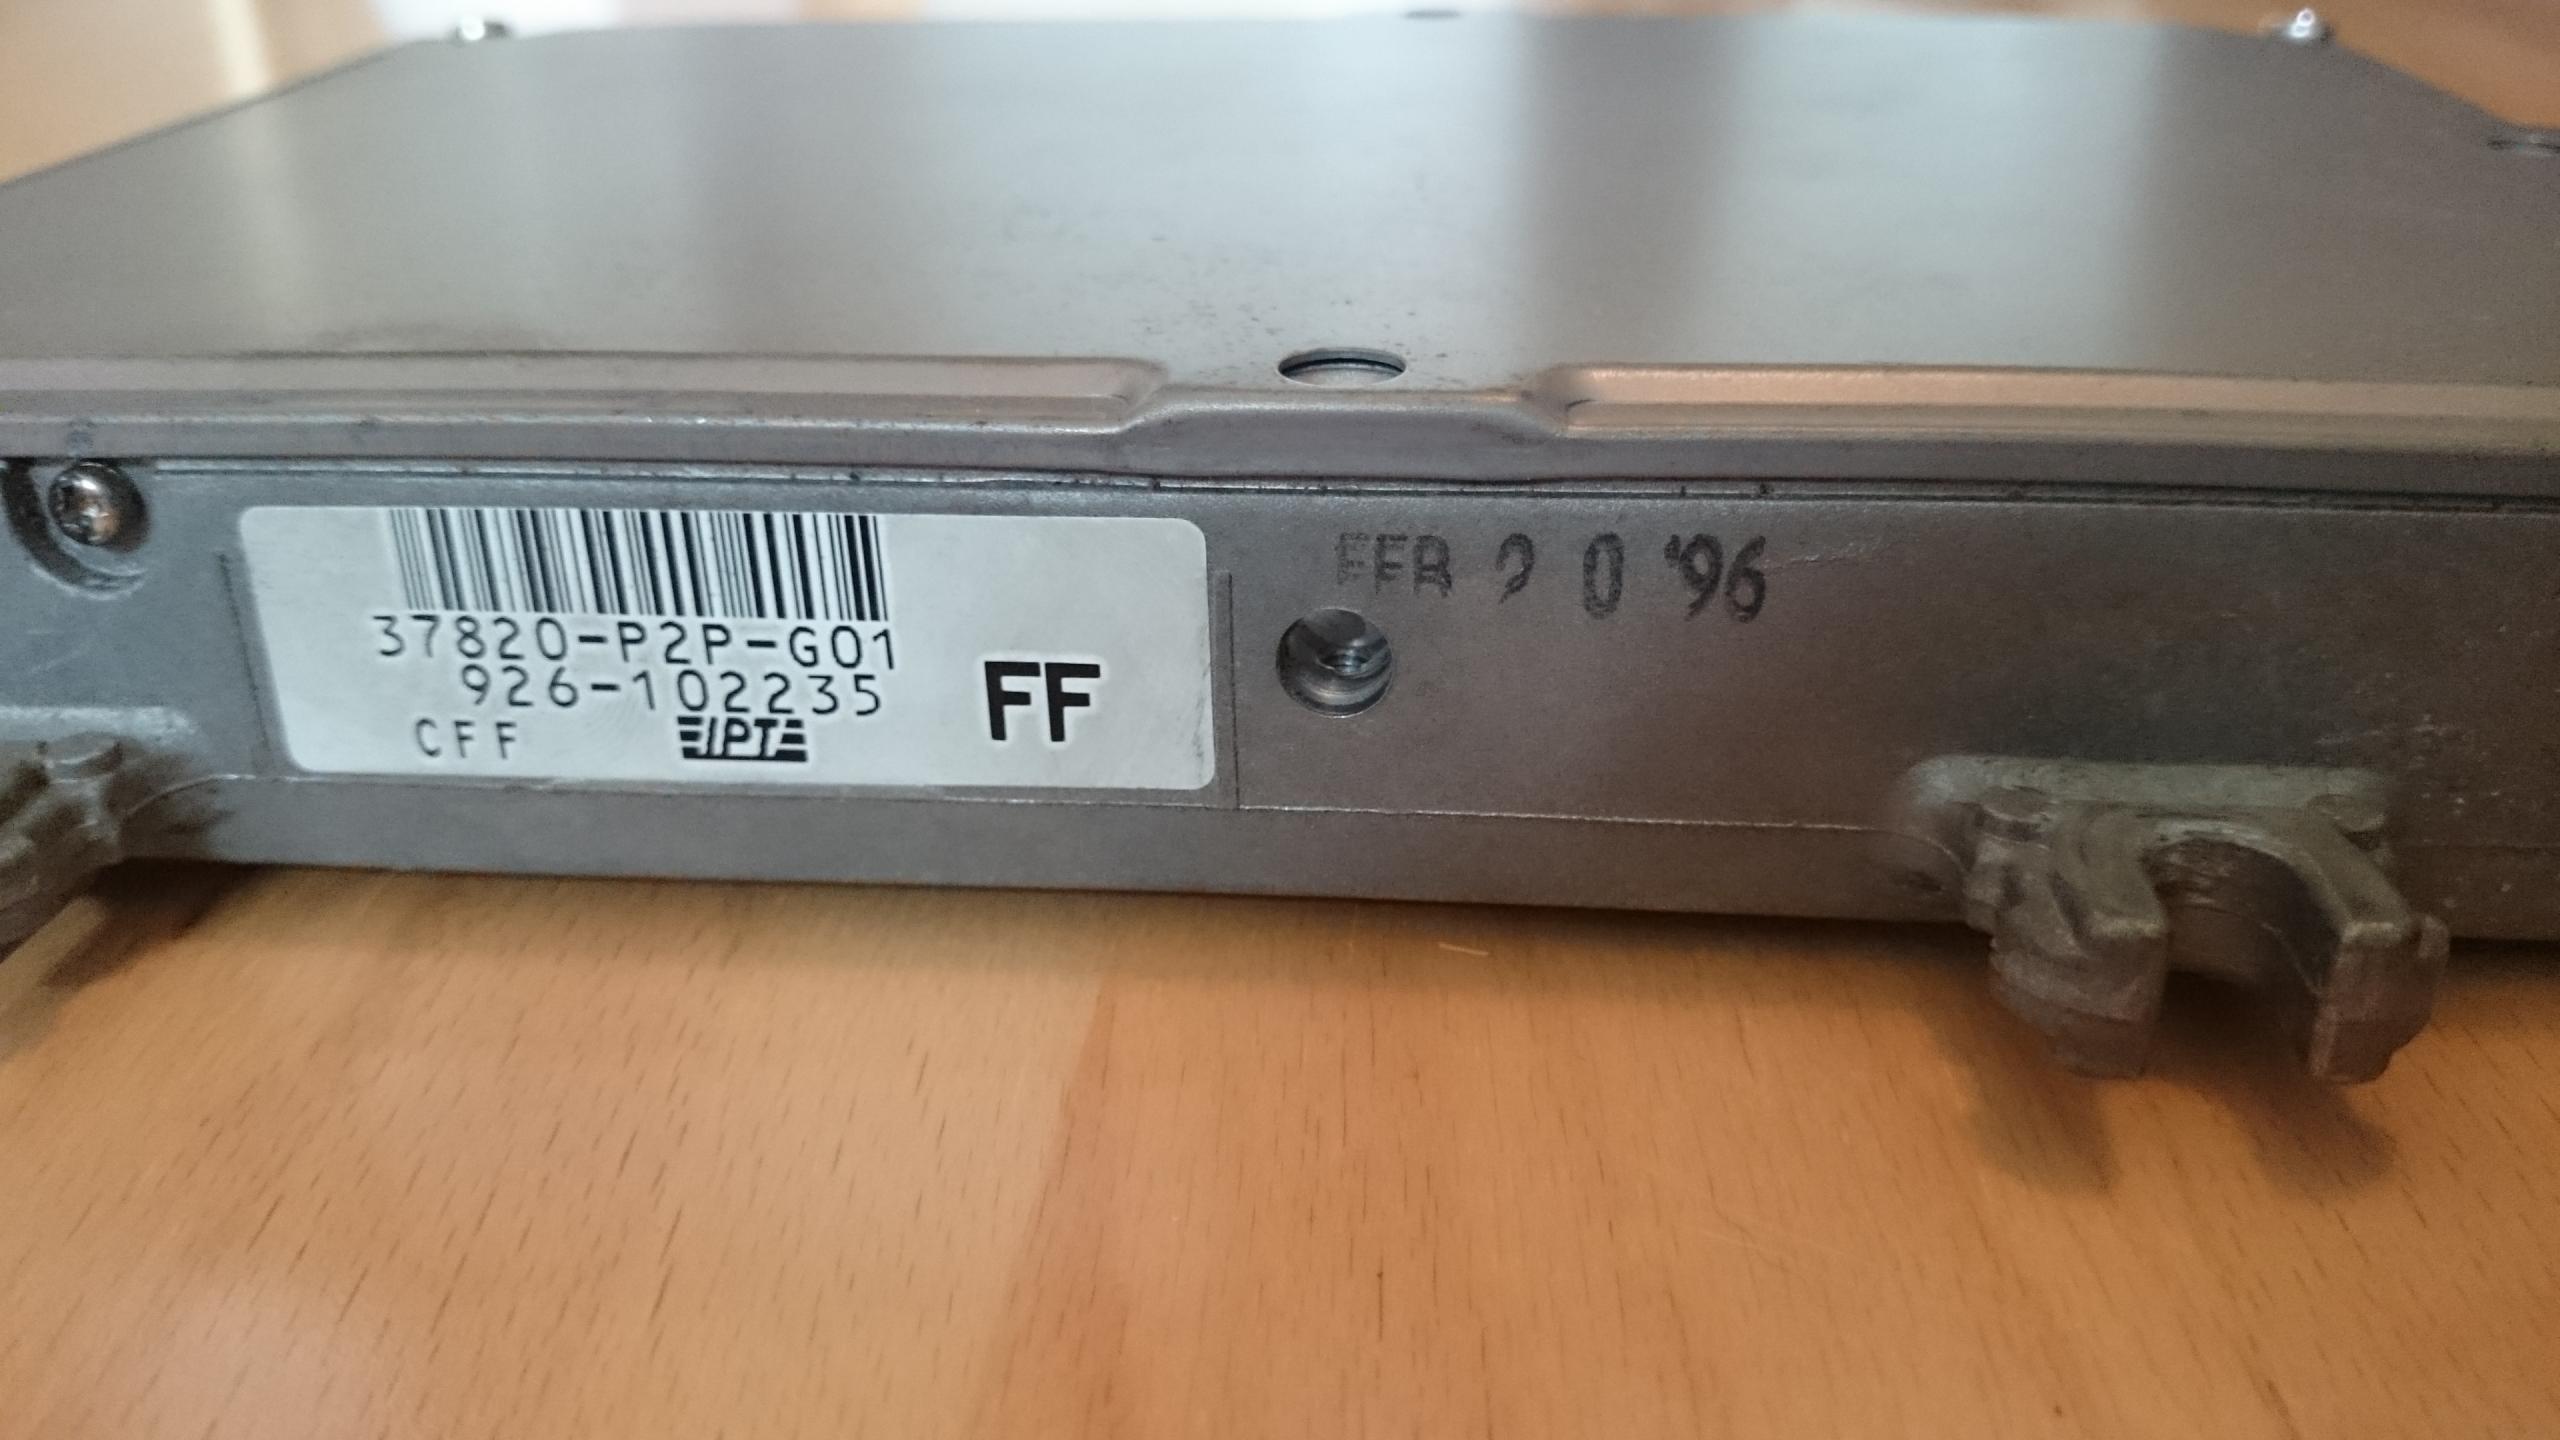 37820-P2P-G01
926-102235
CFF
IPT
FF
FEB 20 '96